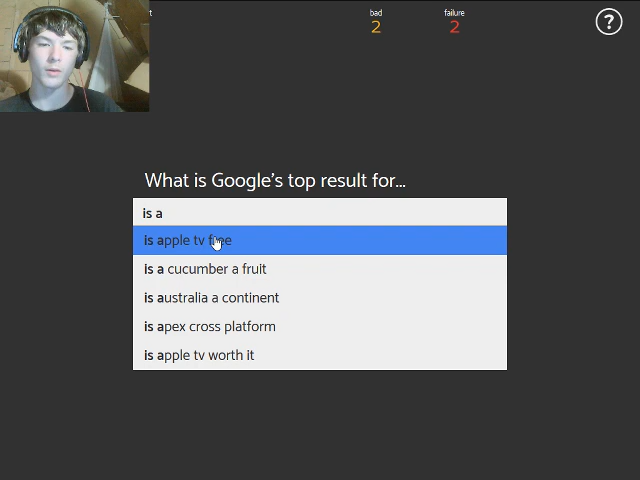 t
bad
failure
2
2
?
What is Google's top result for...
is a
is apple tv free
is a cucumber a fruit
is australia a continent
is apex cross platform
is apple tv worth it